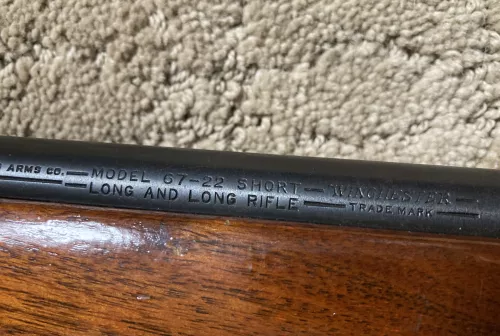 ARMS CO. MODEL 67-22 SHORT WINCHESTER
LONG AND LONG RIFLE TRADE MARK